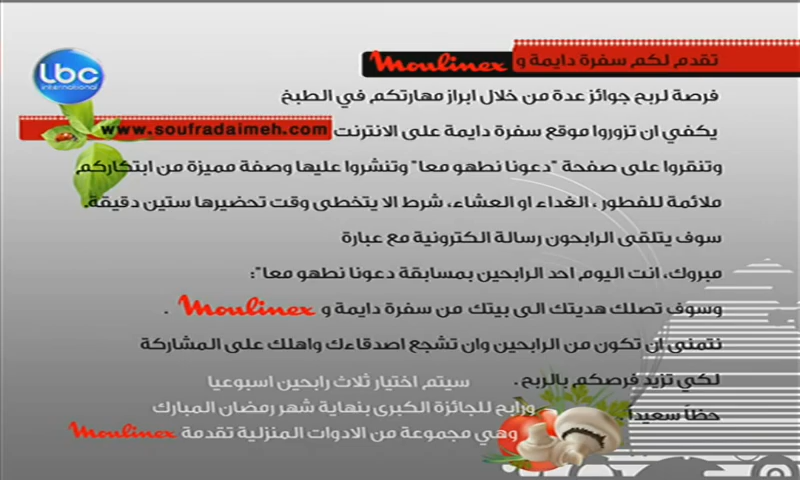 lbc
international
تقدم لكم سفرة دايمة و Moulinex
فرصة لربح جوائز عدة من خلال ابراز مهارتكم في الطبخ
يكفي ان تزوروا موقع سفرة دايمة على الانترنت www.soufradaimeh.com
وتنقروا على صفحة "دعونا نطهو معا" وتنشروا عليها وصفة مميزة من ابتكاركم
ملائمة للفطور ، الغداء او العشاء، شرط الا يتخطى وقت تحضيرها ستين دقيقة.
سوف يتلقى الرابحون رسالة الكترونية مع عبارة
مبروك، انت اليوم احد الرابحين بمسابقة دعونا نطهو معا":
وسوف تصلك هديتك الى بيتك من سفرة دايمة و Moulinex .
نتمنى ان تكون من الرابحين وان تشجع اصدقاءك واهلك على المشاركة
لكي تزيد فرصكم بالربح .
حظاً سعيداً
سيتم اختيار ثلاث رابحين اسبوعيا
ورابح للجائزة الكبرى بنهاية شهر رمضان المبارك
وهي مجموعة من الادوات المنزلية تقدمة Moulinex